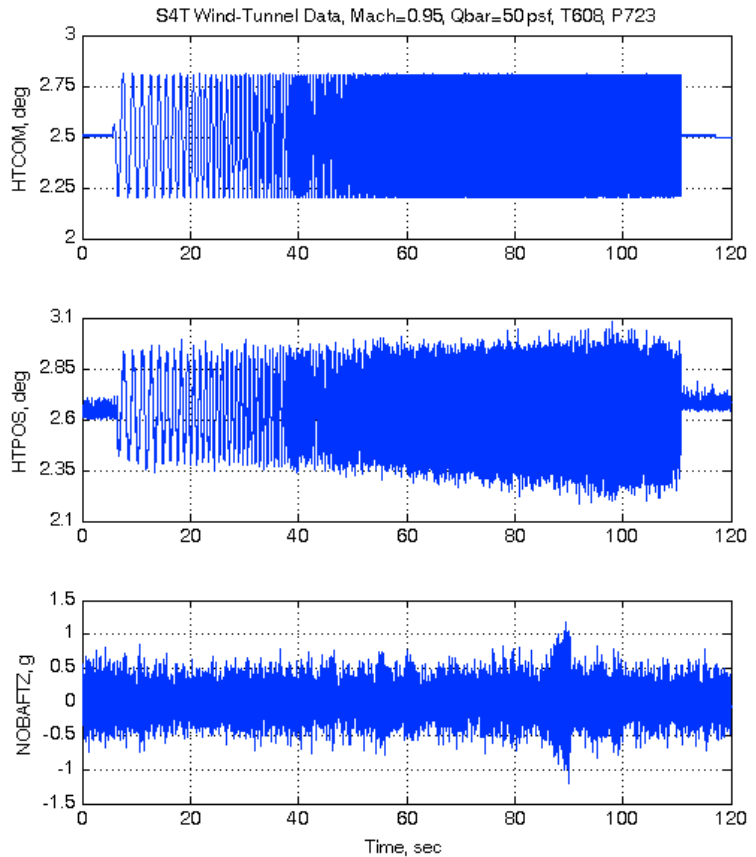 S4T Wind-Tunnel Data, Mach=0.95, Qbar=50 psf, T608, P723
3
2.75
2.5
2.25
2
HTCOM, deg
0 20 40 60 80 100 120
3.1
2.85
2.6
2.35
2.1
HTPOS, deg
0 20 40 60 80 100 120
1.5
1
0.5
0
-0.5
-1
-1.5
NOBAFTZ, g
0 20 40 60 80 100 120
Time, sec